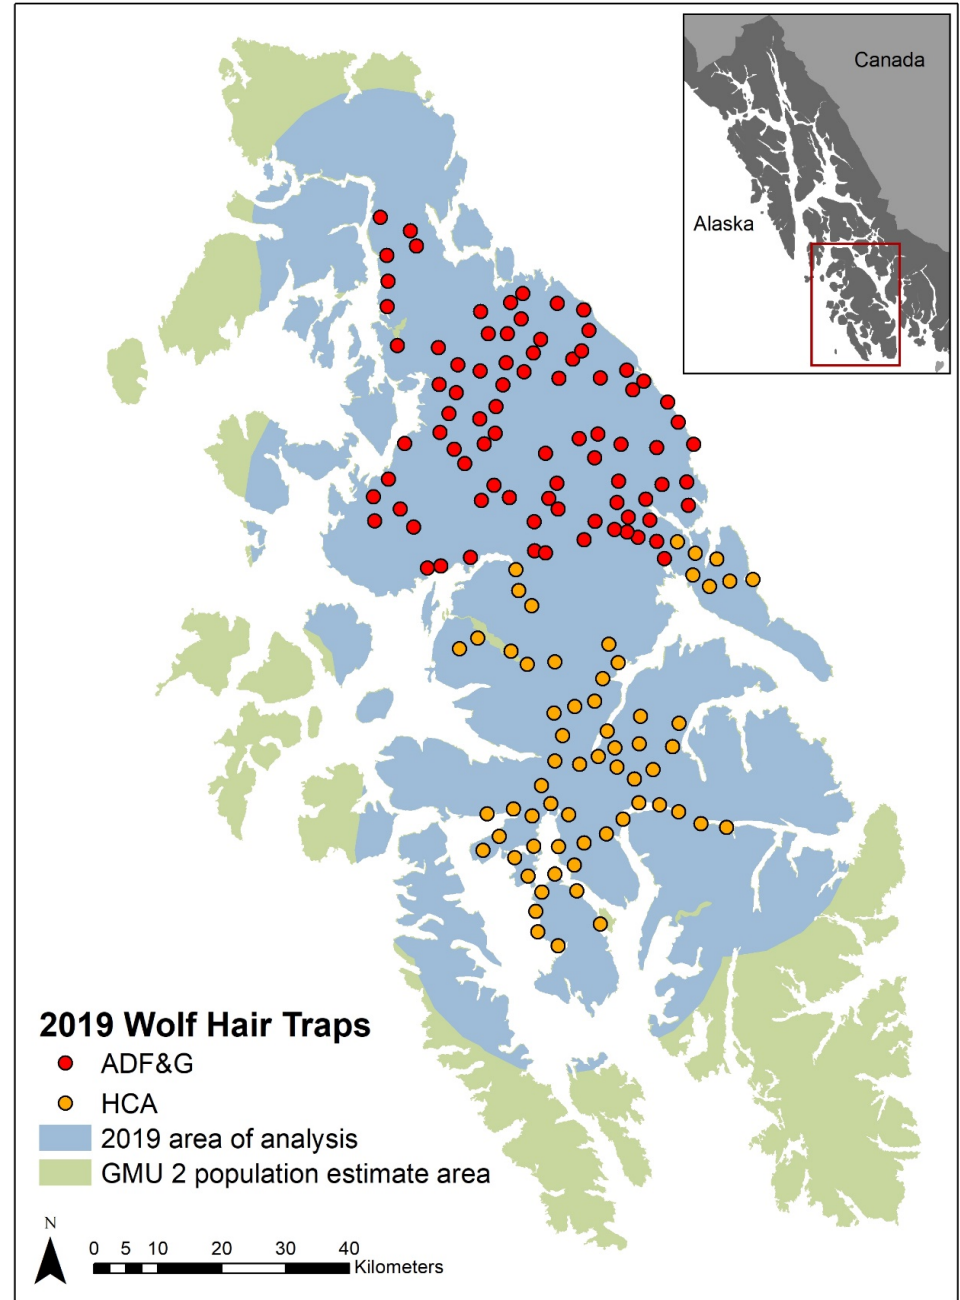 Canada
Alaska
2019 Wolf Hair Traps
ADF&G
HCA
2019 area of analysis
GMU 2 population estimate area
N
0 5 10 20 30 40
Kilometers